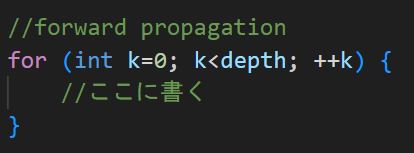 //forward propagation
for (int k=0; k<depth; ++k) {
    //ここに書く
}